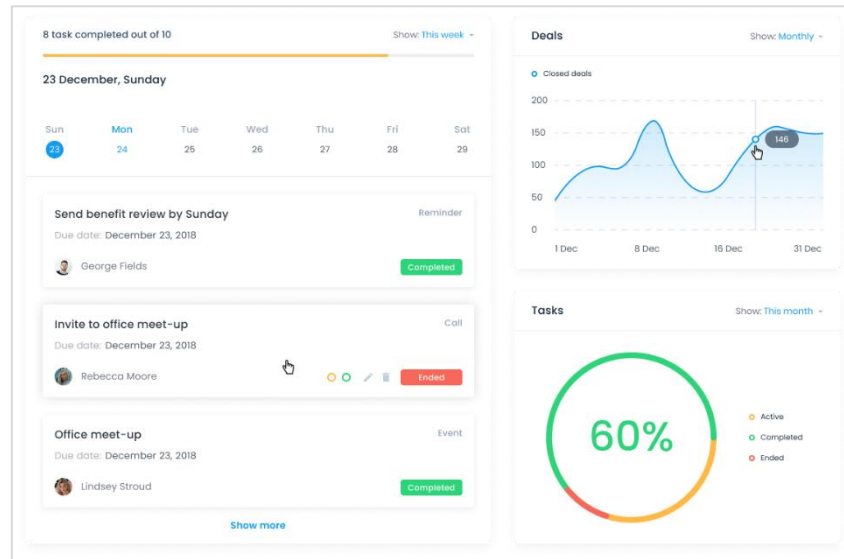 8 task completed out of 10
Show: This week
23 December, Sunday
Sun Mon Tue Wed Thu Fri Sat
23 24 25 26 27 28 29
Send benefit review by Sunday
Reminder
Due date: December 23, 2018
George Fields
Completed
Invite to office meet-up
Call
Due date: December 23, 2018
Rebecca Moore
Ended
Office meet-up
Event
Due date: December 23, 2018
Lindsey Stroud
Completed
Show more
Deals
Show: Monthly
Closed deals
200
150
146
100
50
0
1 Dec 8 Dec 16 Dec 31 Dec
Tasks
Show: This month
60%
Active
Completed
Ended